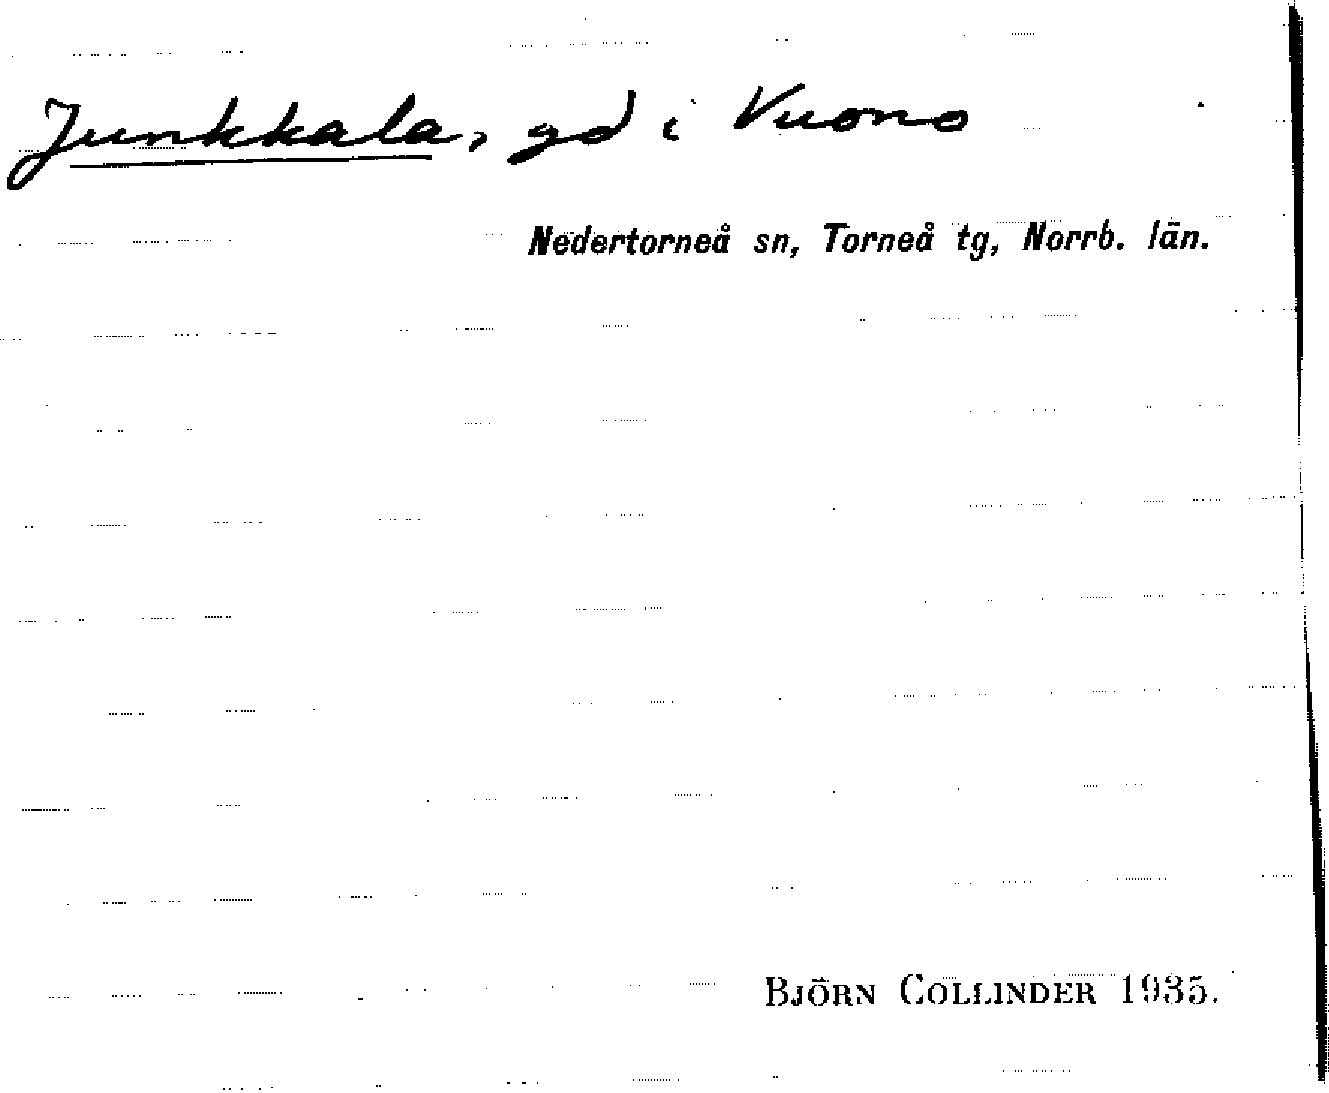 Junkkala, gd i Vuono
Nedertorneå sn, Torneå tg, Norrb. län.
BJÖRN COLLINDER 1935.